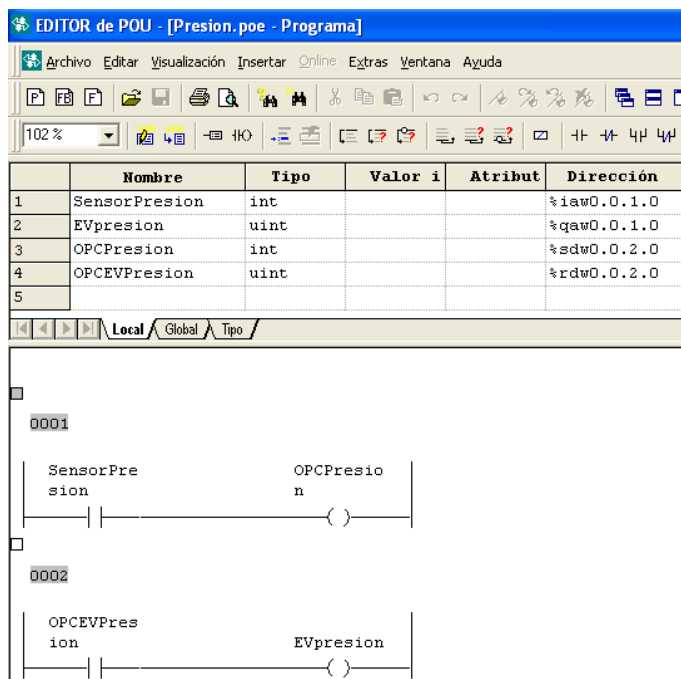 EDITOR de POU - [Presion.poe - Programa]
Archivo Editar Visualización Insertar Online Extras Ventana Ayuda
102 %
Nombre Tipo Valor i Atribut Dirección
1 SensorPresion int %iaw0.0.1.0
2 EVpresion uint %qaw0.0.1.0
3 OPCPresion int %sdw0.0.2.0
4 OPCEVPresion uint %rdw0.0.2.0
5
Local Global Tipo
0001
SensorPre OPCPresio
sion n
0002
OPCEVPres
ion EVpresion